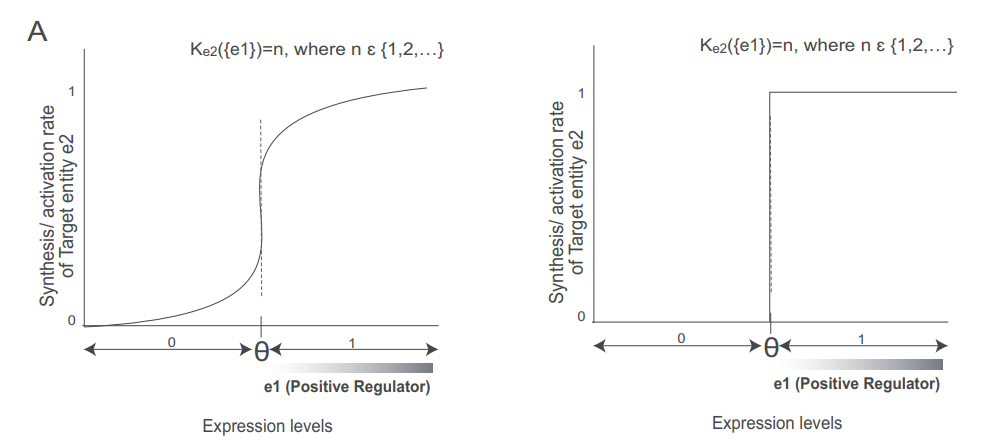 A
Ke2({e1})=n, where n ε {1,2,…}
1
Synthesis/ activation rate
of Target entity e2
0
0
θ
1
e1 (Positive Regulator)
Expression levels
Ke2({e1})=n, where n ε {1,2,…}
1
Synthesis/ activation rate
of Target entity e2
0
0
θ
1
e1 (Positive Regulator)
Expression levels